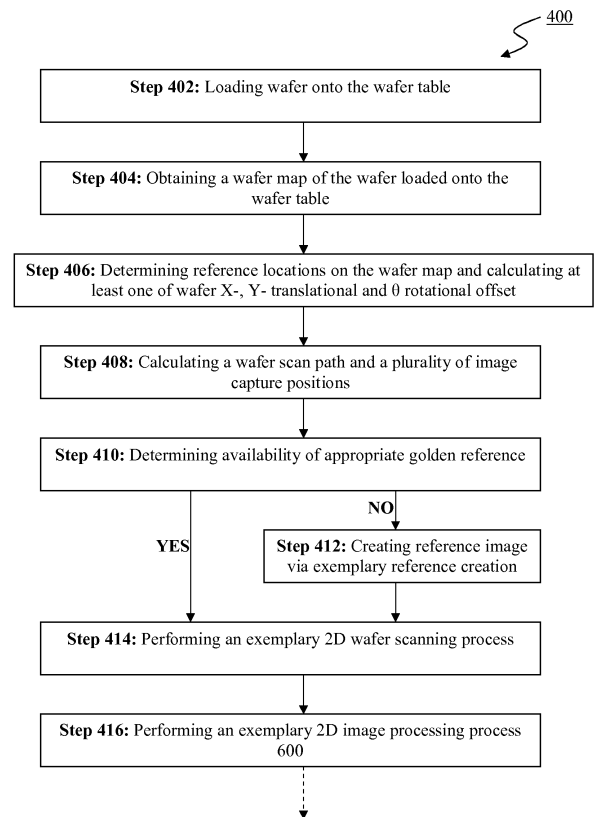 400
Step 402: Loading wafer onto the wafer table
Step 404: Obtaining a wafer map of the wafer loaded onto the
wafer table
Step 406: Determining reference locations on the wafer map and calculating at
least one of wafer X-, Y- translational and θ rotational offset
Step 408: Calculating a wafer scan path and a plurality of image
capture positions
Step 410: Determining availability of appropriate golden reference
NO
YES
Step 412: Creating reference image
via exemplary reference creation
Step 414: Performing an exemplary 2D wafer scanning process
Step 416: Performing an exemplary 2D image processing process
600